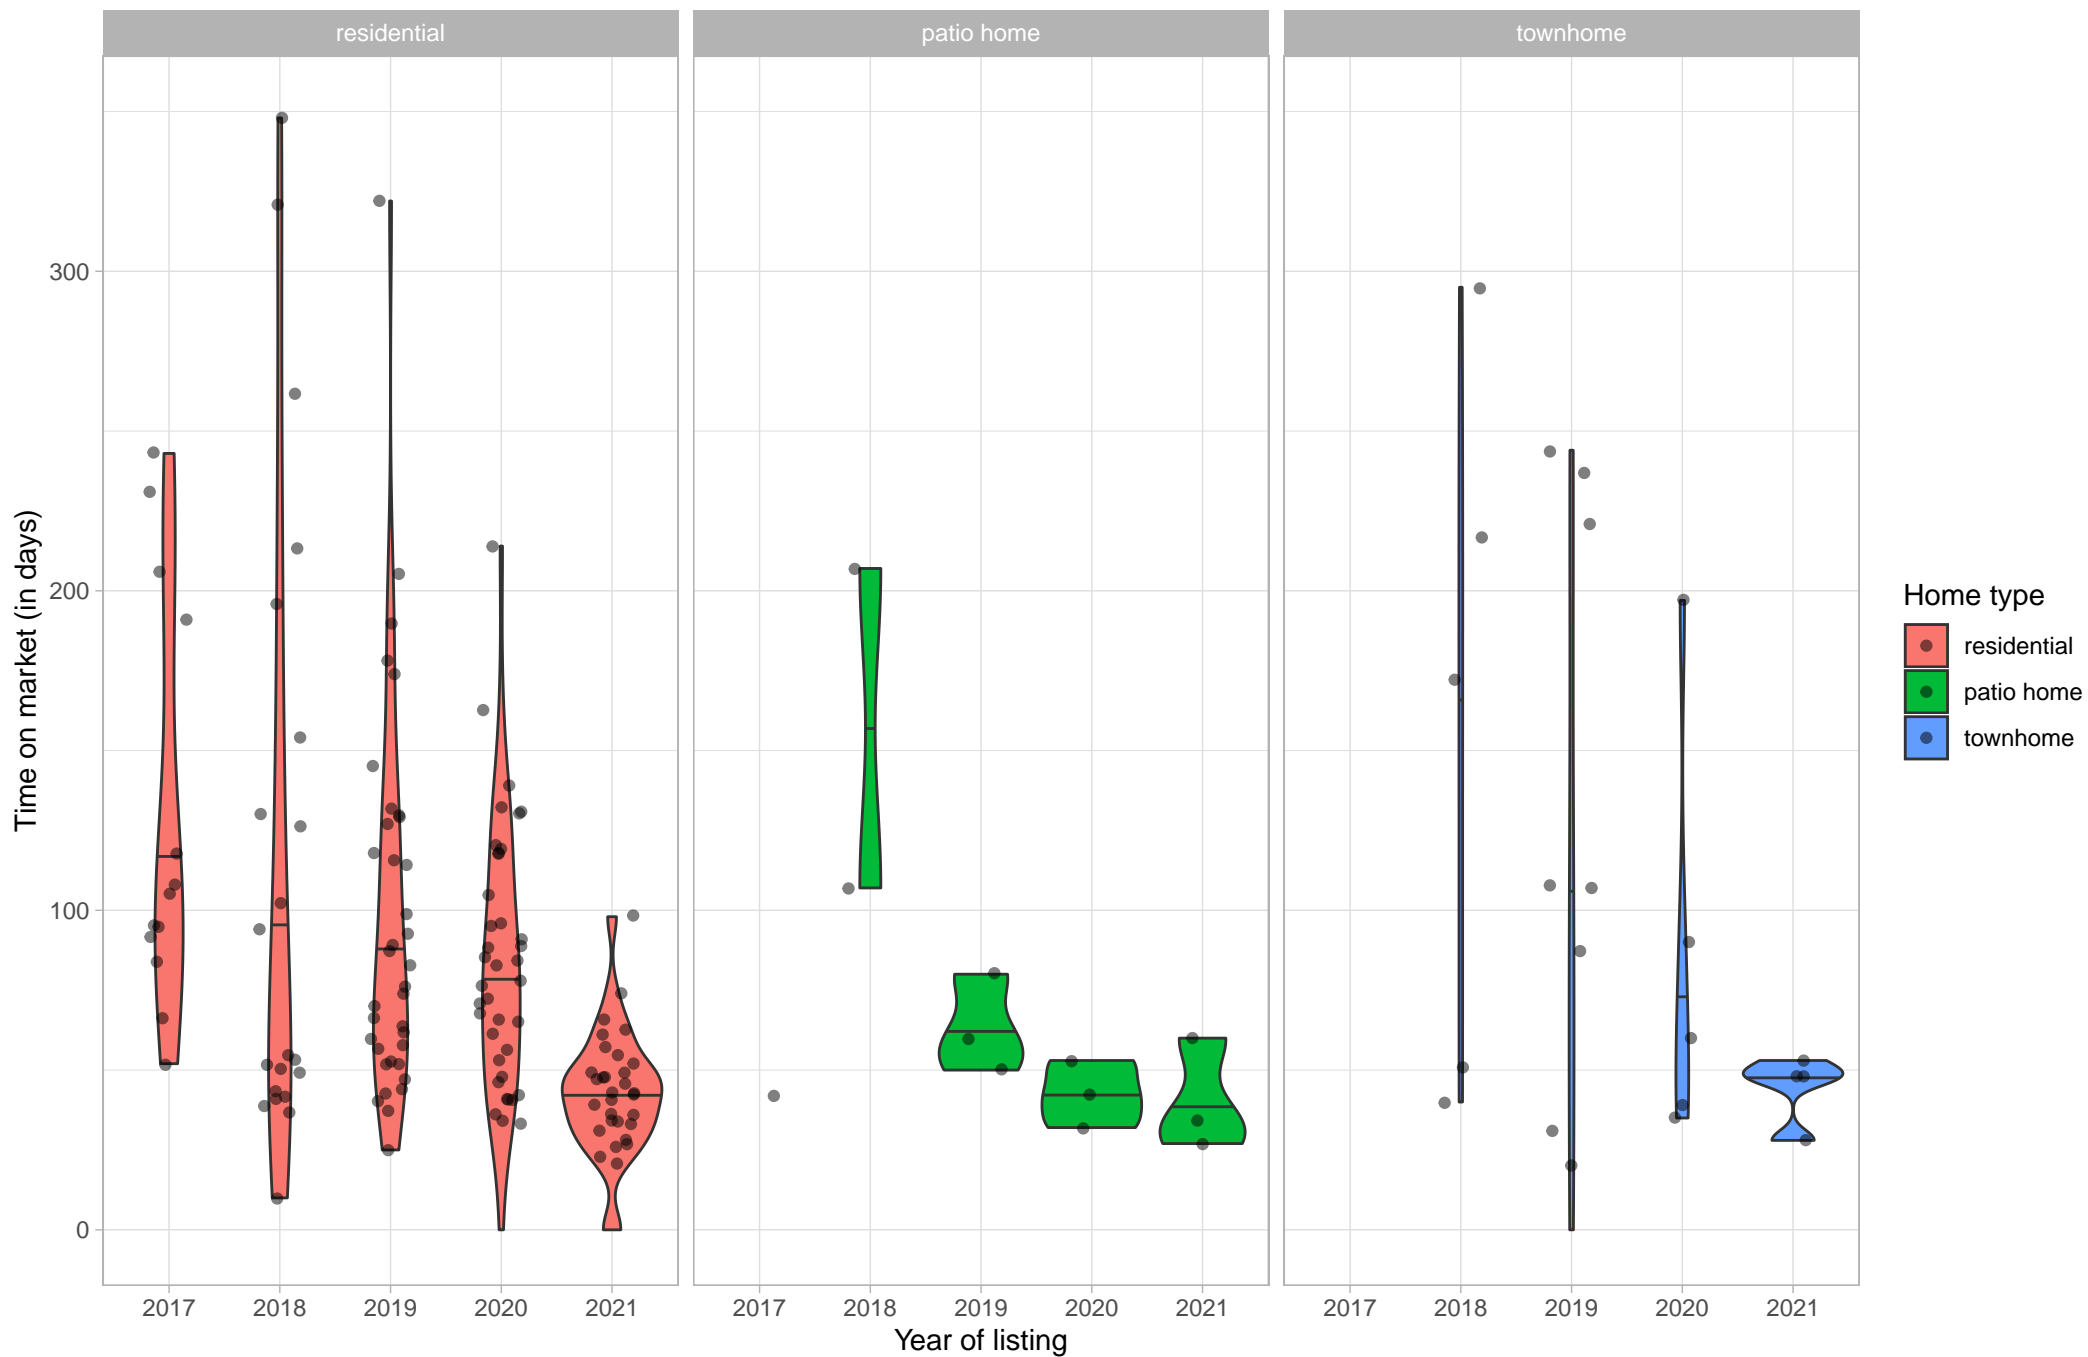 residential patio home townhome
300
200
100
0
Time on market (in days)
2017 2018 2019 2020 2021 2017 2018 2019 2020 2021 2017 2018 2019 2020 2021
Year of listing
Home type
residential
patio home
townhome